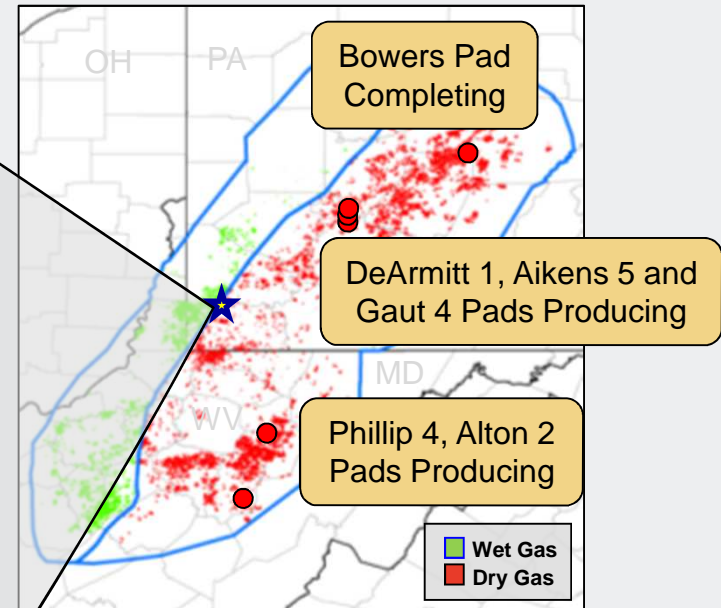 OH
PA
Bowers Pad
Completing
DeArmitt 1, Aikens 5 and
Gaut 4 Pads Producing
MD
WV
Phillip 4, Alton 2
Pads Producing
Wet Gas
Dry Gas